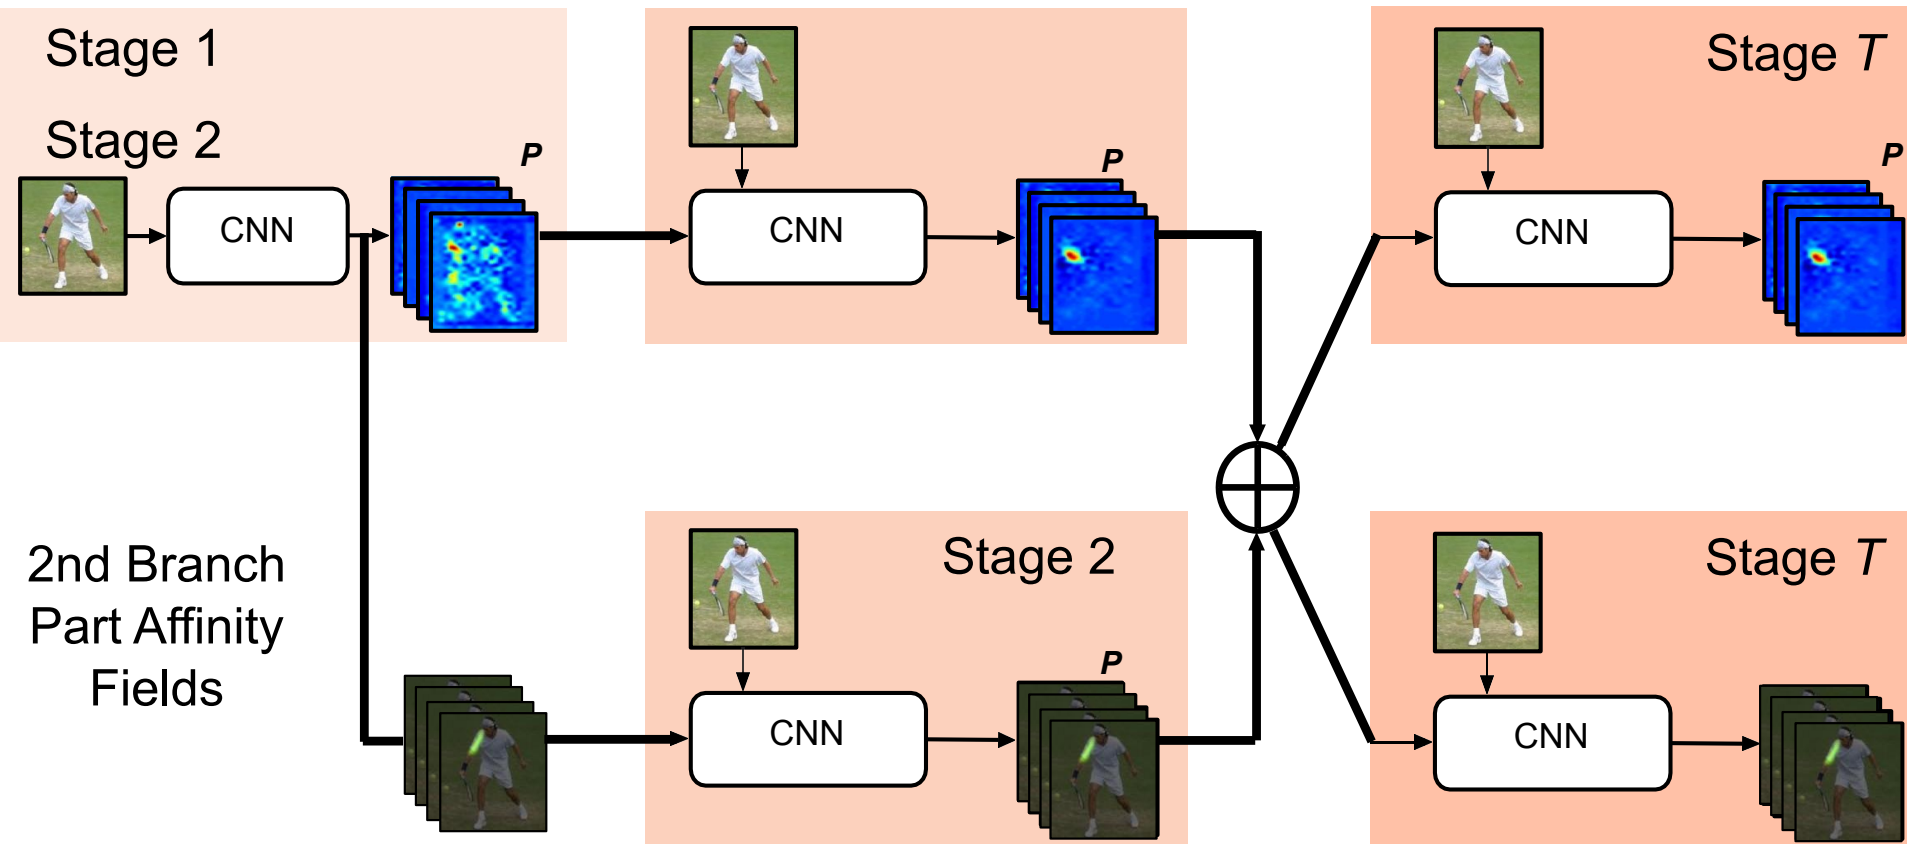 Stage 1
Stage T
Stage 2
P
P
P
CNN
CNN
CNN
2nd Branch
Part Affinity
Fields
Stage 2
Stage T
P
CNN
CNN